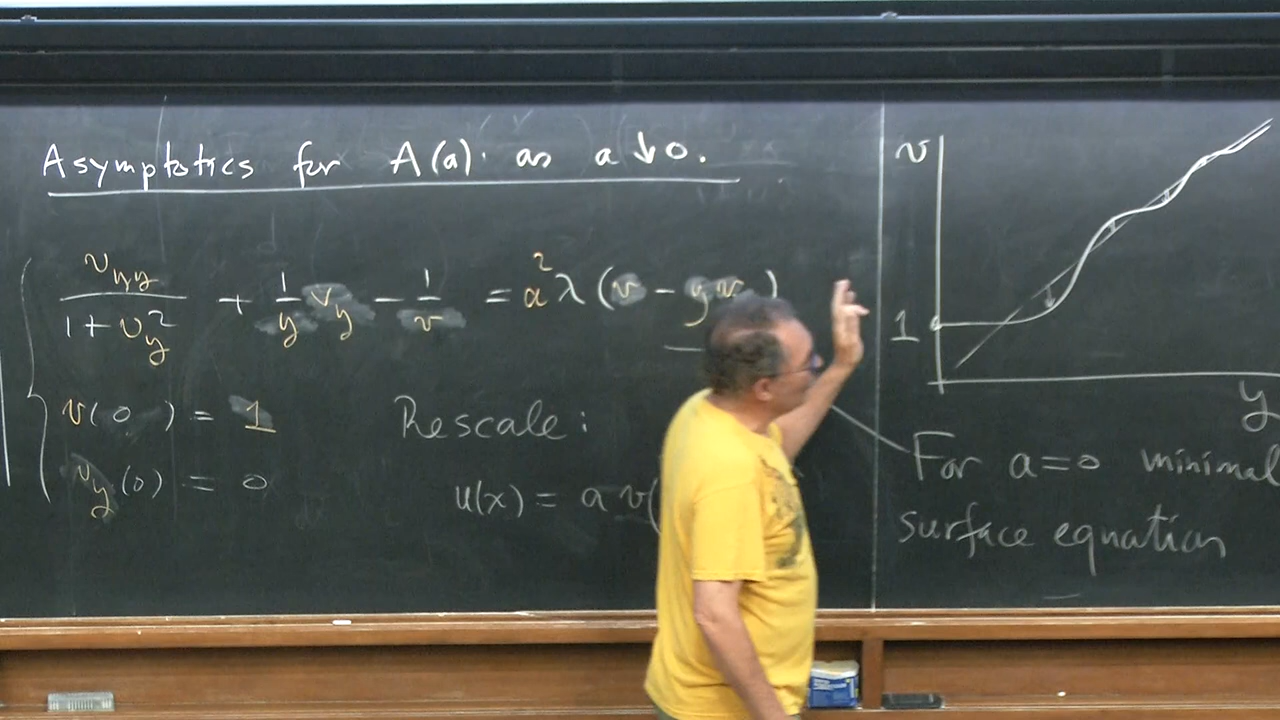 Asymptotics for A(a) as a ↓ 0.
v_yy / (1 + v_y^2) + 1/y v_y − 1/v = a^2 λ (v − y v
v(0) = 1
v_y(0) = 0
Rescale:
u(x) = a v(
v
1
y
For a=0 minimal
surface equation